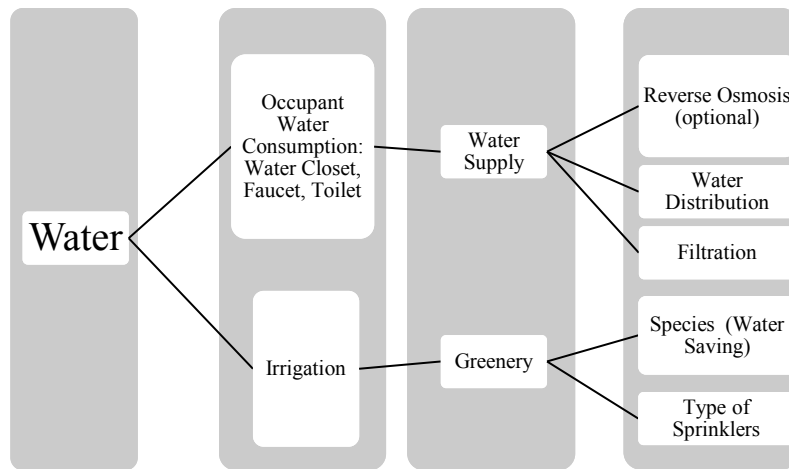 Water
Occupant
Water
Consumption:
Water Closet,
Faucet, Toilet
Irrigation
Water
Supply
Greenery
Reverse Osmosis
(optional)
Water
Distribution
Filtration
Species (Water
Saving)
Type of
Sprinklers